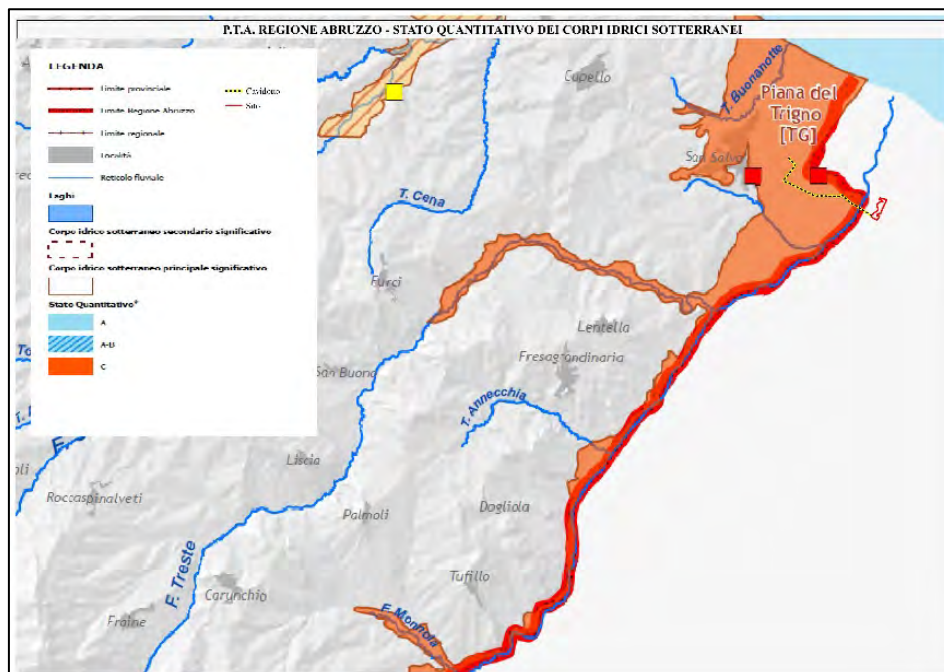 P.T.A. REGIONE ABRUZZO - STATO QUANTITATIVO DEI CORPI IDRICI SOTTERRANEI
LEGENDA
Limite provinciale
Limite Regione Abruzzo
Limite regionale
Località
Reticolo fluviale
Laghi
Corpo idrico sotterraneo secondario significativo
Corpo idrico sotterraneo principale significativo
Stato Quantitativo*
A
A-B
C
Cavidotto
Sito
Cupello
T. Buonanotte
Piana del
Trigno
[TG]
San Salvo
T. Cena
Furci
Lentella
Fresagrandinaria
San Buono
T. Annecchia
Liscia
Roccaspinalveti
Palmoli
Dogliola
F. Treste
Tufillo
Carunchio
Fraine
F. Monnola